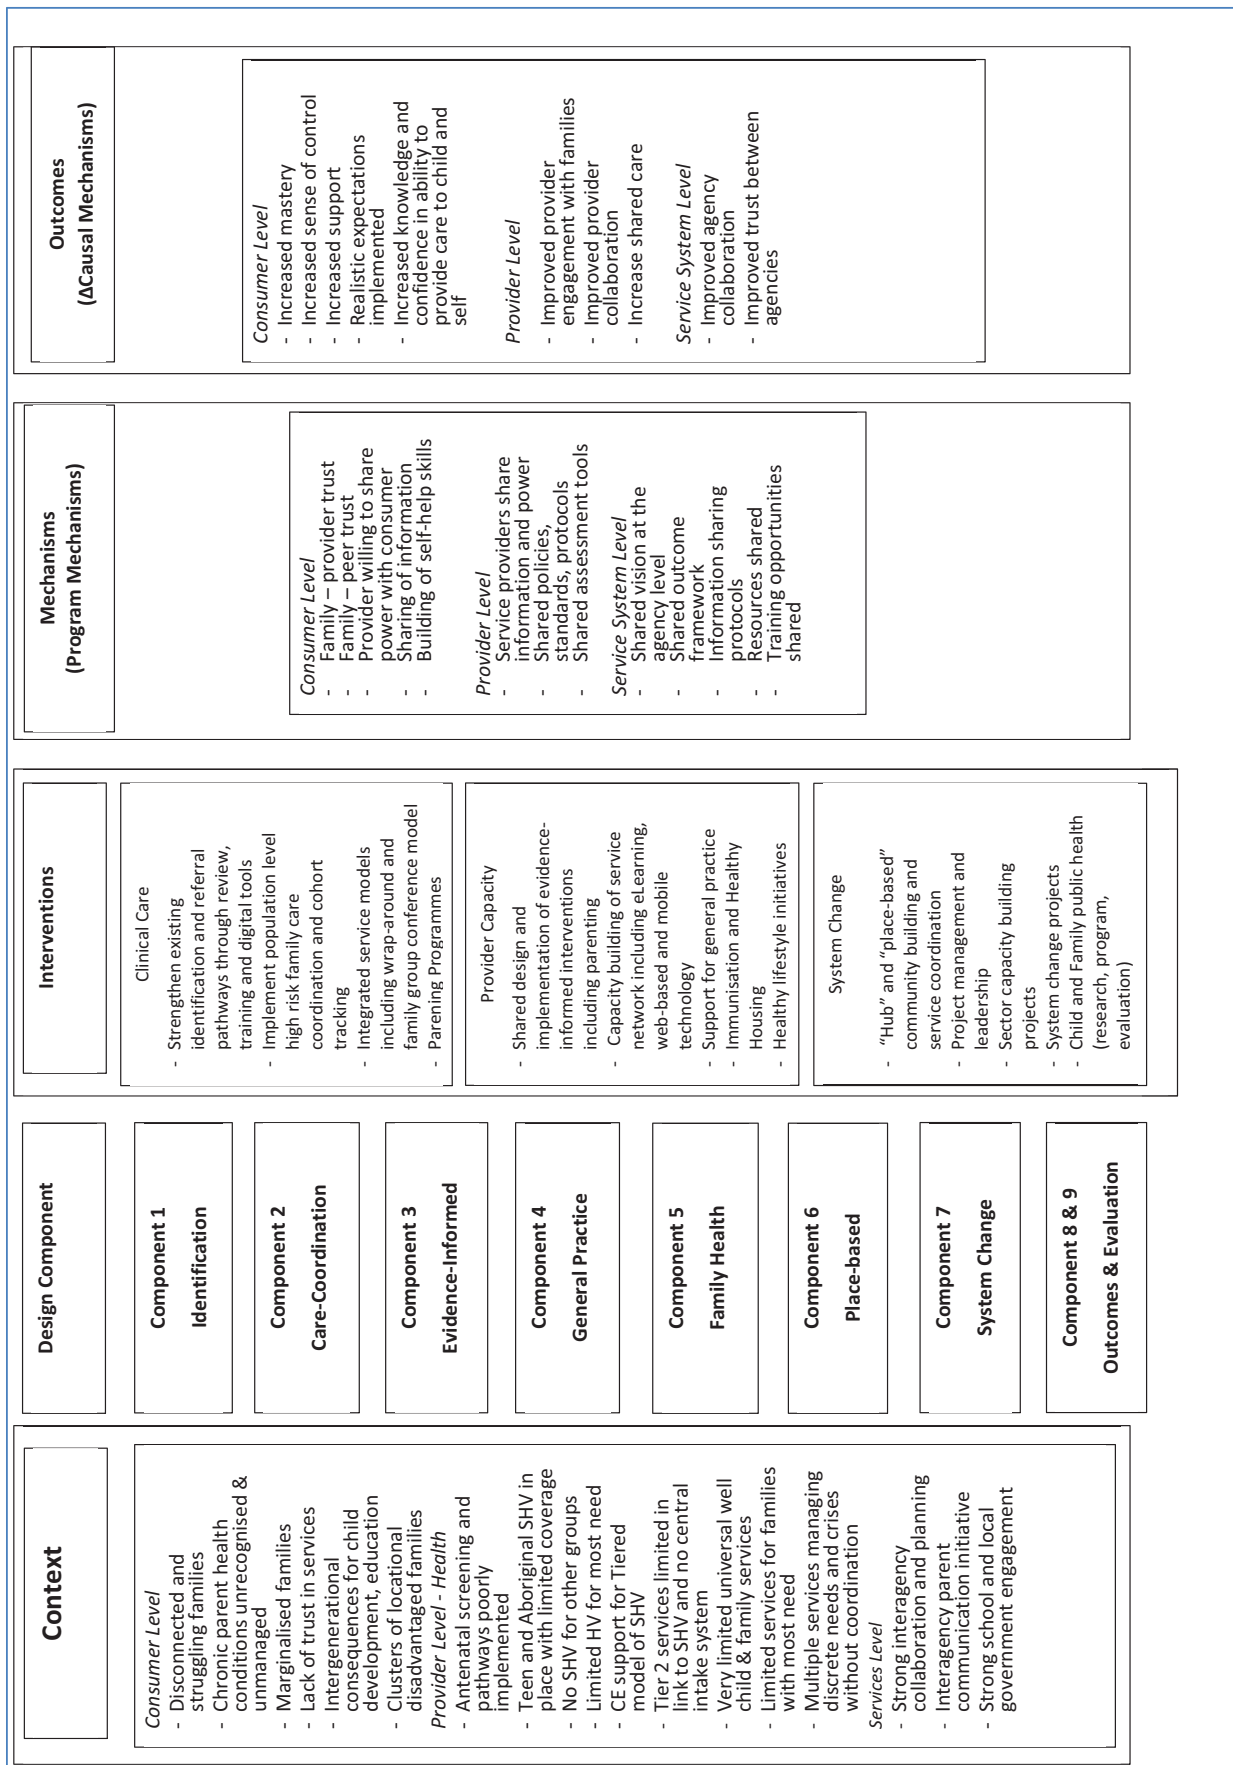 Context
Consumer Level
- Disconnected and
struggling families
- Chronic parent health
conditions unrecognised &
unmanaged
- Marginalised families
- Lack of trust in services
- Intergenerational
consequences for child
development, education
- Clusters of locational
disadvantaged families
Provider Level - Health
- Antenatal screening and
pathways poorly
implemented
- Teen and Aboriginal SHV in
place with limited coverage
- No SHV for other groups
- Limited HV for most need
- CE support for Tiered
model of SHV
- Tier 2 services limited in
link to SHV and no central
intake system
- Very limited universal well
child & family services
- Limited services for families
with most need
- Multiple services managing
discrete needs and crises
without coordination
Services Level
- Strong interagency
collaboration and planning
- Interagency parent
communication initiative
- Strong school and local
government engagement
Design Component
Component 1
Identification
Component 2
Care-Coordination
Component 3
Evidence-Informed
Component 4
General Practice
Component 5
Family Health
Component 6
Place-based
Component 7
System Change
Component 8 & 9
Outcomes & Evaluation
Interventions
Clinical Care
- Strengthen existing
identification and referral
pathways through review,
training and digital tools
- Implement population level
high risk family care
coordination and cohort
tracking
- Integrated service models
including wrap-around and
family group conference model
- Parening Programmes
Provider Capacity
- Shared design and
implementation of evidence-
informed interventions
including parenting
- Capacity building of service
network including eLearning,
web-based and mobile
technology
- Support for general practice
- Immunisation and Healthy
Housing
- Healthy lifestyle initiatives
System Change
- “Hub” and “place-based”
community building and
service coordination
- Project management and
leadership
- Sector capacity building
projects
- System change projects
- Child and Family public health
(research, program,
evaluation)
Mechanisms
(Program Mechanisms)
Consumer Level
- Family – provider trust
- Family – peer trust
- Provider willing to share
power with consumer
- Sharing of information
- Building of self-help skills
Provider Level
- Service providers share
information and power
- Shared policies,
standards, protocols
- Shared assessment tools
Service System Level
- Shared vision at the
agency level
- Shared outcome
framework
- Information sharing
protocols
- Resources shared
- Training opportunities
shared
Outcomes
(ΔCausal Mechanisms)
Consumer Level
- Increased mastery
- Increased sense of control
- Increased support
- Realistic expectations
implemented
- Increased knowledge and
confidence in ability to
provide care to child and
self
Provider Level
- Improved provider
engagement with families
- Improved provider
collaboration
- Increase shared care
Service System Level
- Improved agency
collaboration
- Improved trust between
agencies